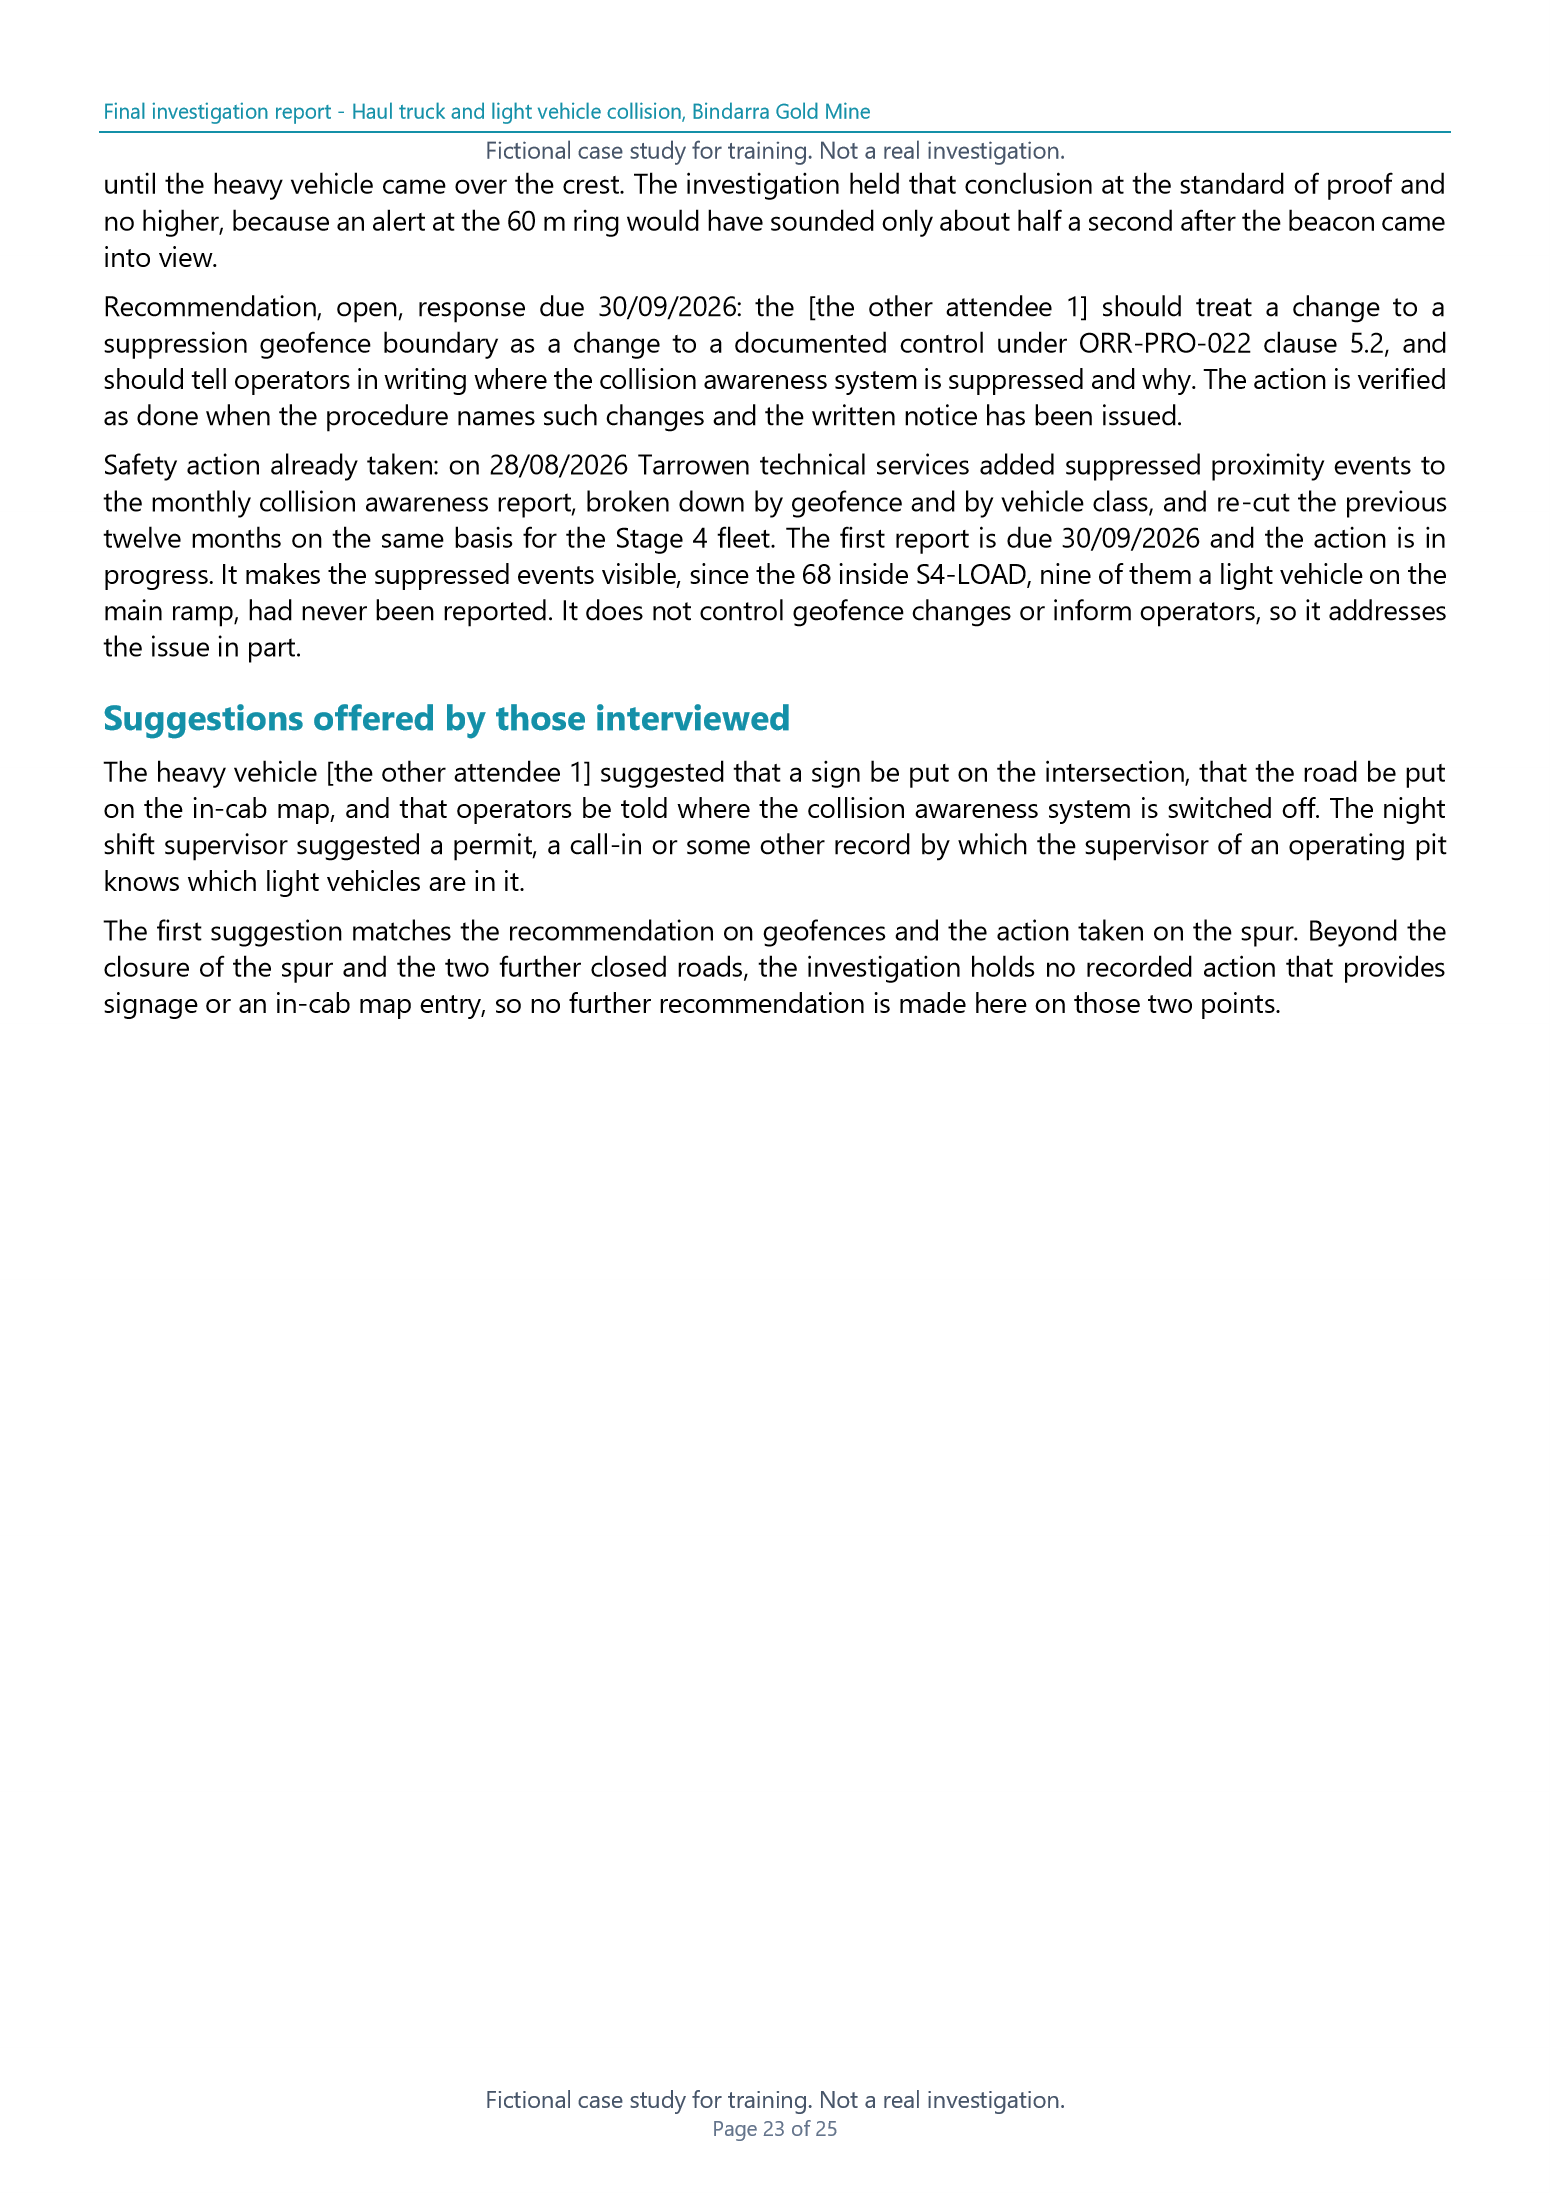 Final investigation report - Haul truck and light vehicle collision, Bindarra Gold Mine
Fictional case study for training. Not a real investigation.
until the heavy vehicle came over the crest. The investigation held that conclusion at the standard of proof and
no higher, because an alert at the 60 m ring would have sounded only about half a second after the beacon came
into view.
Recommendation, open, response due 30/09/2026: the [the other attendee 1] should treat a change to a
suppression geofence boundary as a change to a documented control under ORR-PRO-022 clause 5.2, and
should tell operators in writing where the collision awareness system is suppressed and why. The action is verified
as done when the procedure names such changes and the written notice has been issued.
Safety action already taken: on 28/08/2026 Tarrowen technical services added suppressed proximity events to
the monthly collision awareness report, broken down by geofence and by vehicle class, and re-cut the previous
twelve months on the same basis for the Stage 4 fleet. The first report is due 30/09/2026 and the action is in
progress. It makes the suppressed events visible, since the 68 inside S4-LOAD, nine of them a light vehicle on the
main ramp, had never been reported. It does not control geofence changes or inform operators, so it addresses
the issue in part.
Suggestions offered by those interviewed
The heavy vehicle [the other attendee 1] suggested that a sign be put on the intersection, that the road be put
on the in-cab map, and that operators be told where the collision awareness system is switched off. The night
shift supervisor suggested a permit, a call-in or some other record by which the supervisor of an operating pit
knows which light vehicles are in it.
The first suggestion matches the recommendation on geofences and the action taken on the spur. Beyond the
closure of the spur and the two further closed roads, the investigation holds no recorded action that provides
signage or an in-cab map entry, so no further recommendation is made here on those two points.
Fictional case study for training. Not a real investigation.
Page 23 of 25